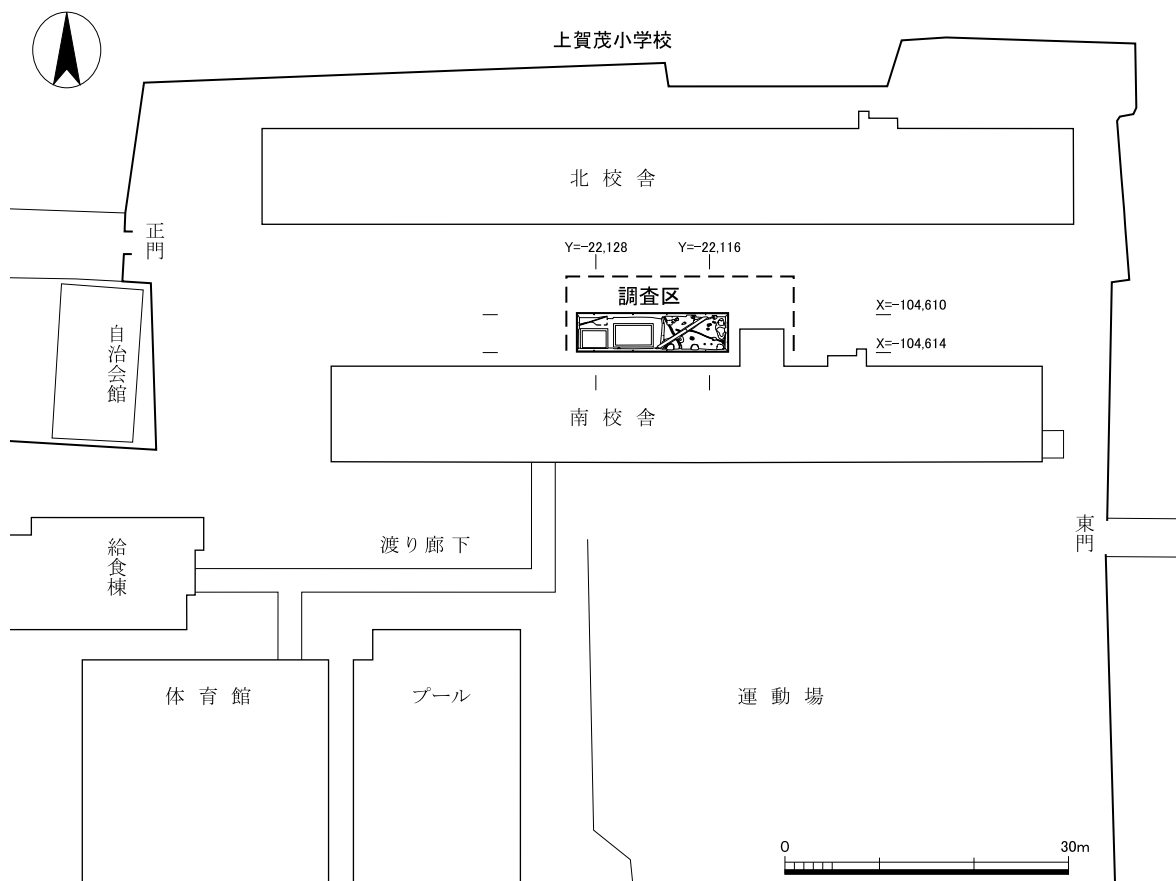 上賀茂小学校
北校舎
正門
Y=-22,128
Y=-22,116
調査区
X=-104,610
X=-104,614
自治会館
南校舎
東門
渡り廊下
給食棟
体育館
プール
運動場
0
30m